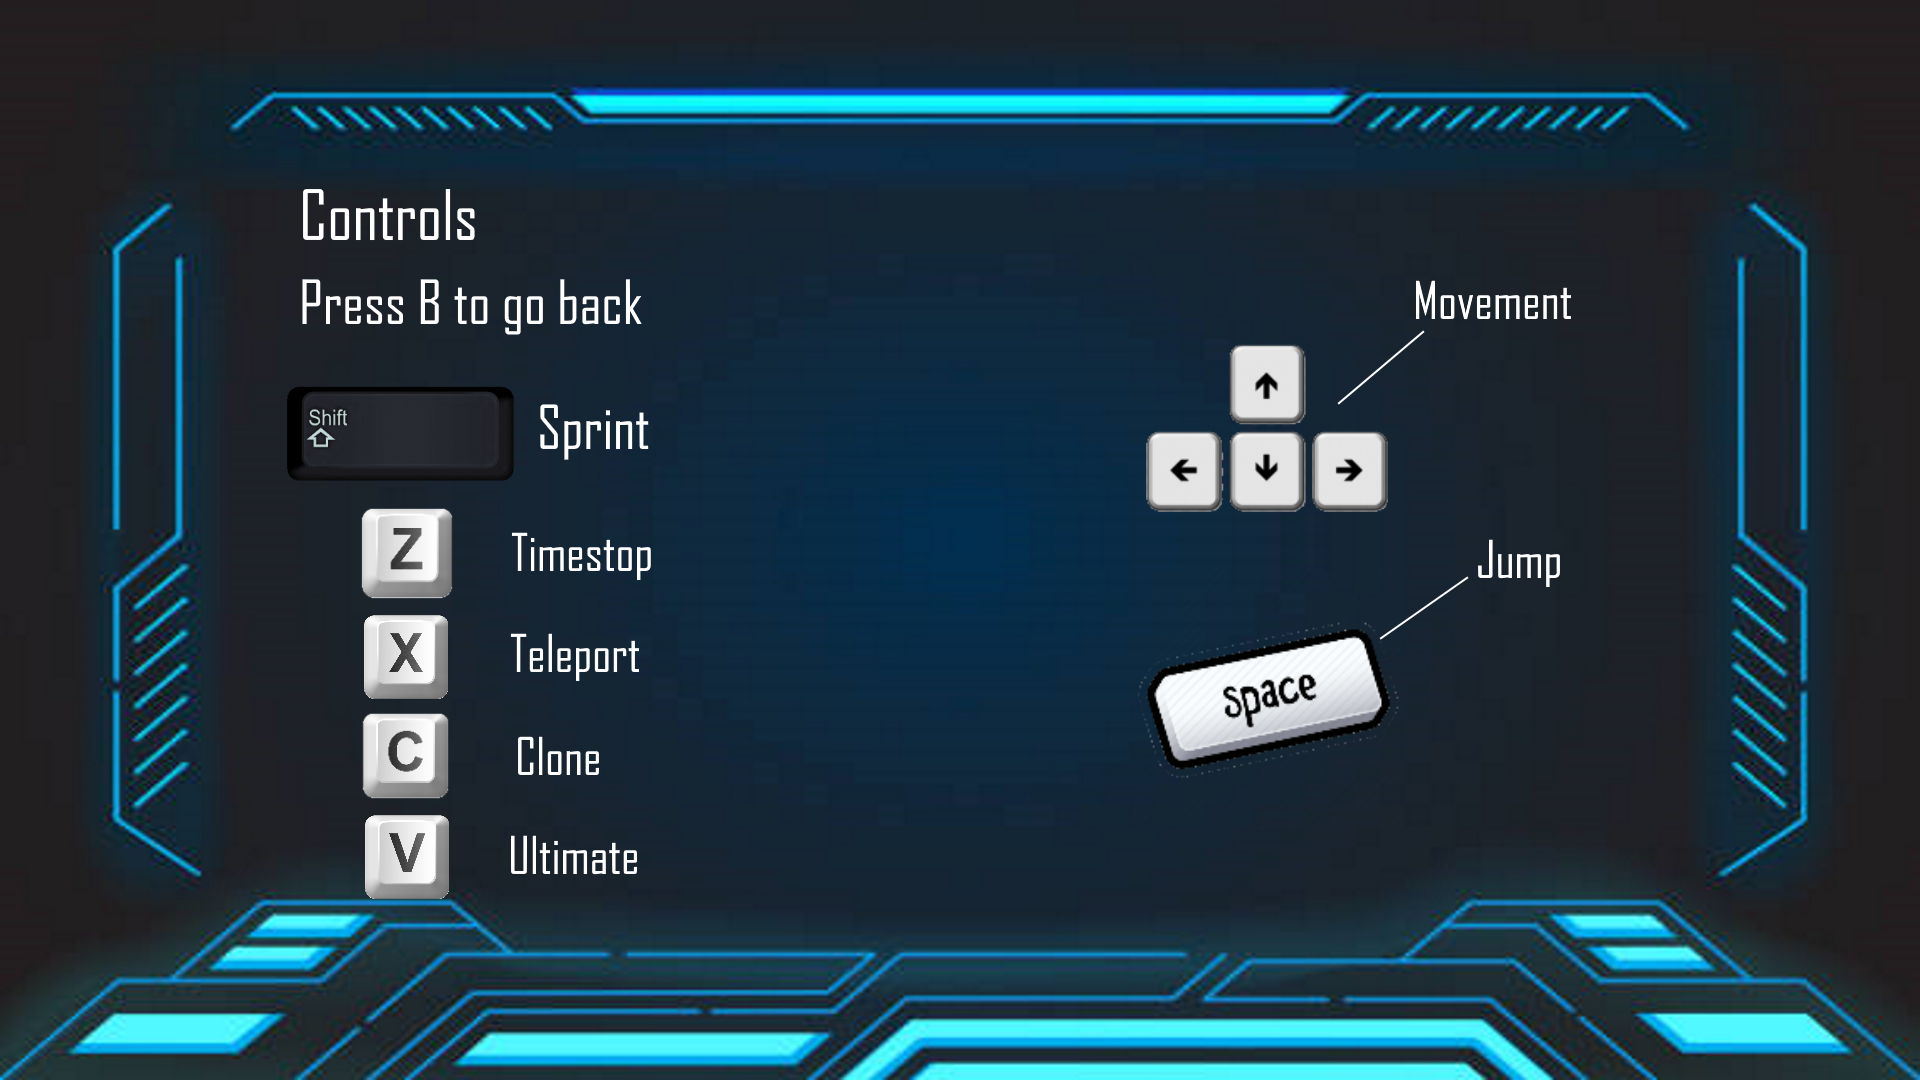 Controls
Press B to go back
Shift
Sprint
Z
Timestop
X
Teleport
C
Clone
V
Ultimate
Movement
Jump
space